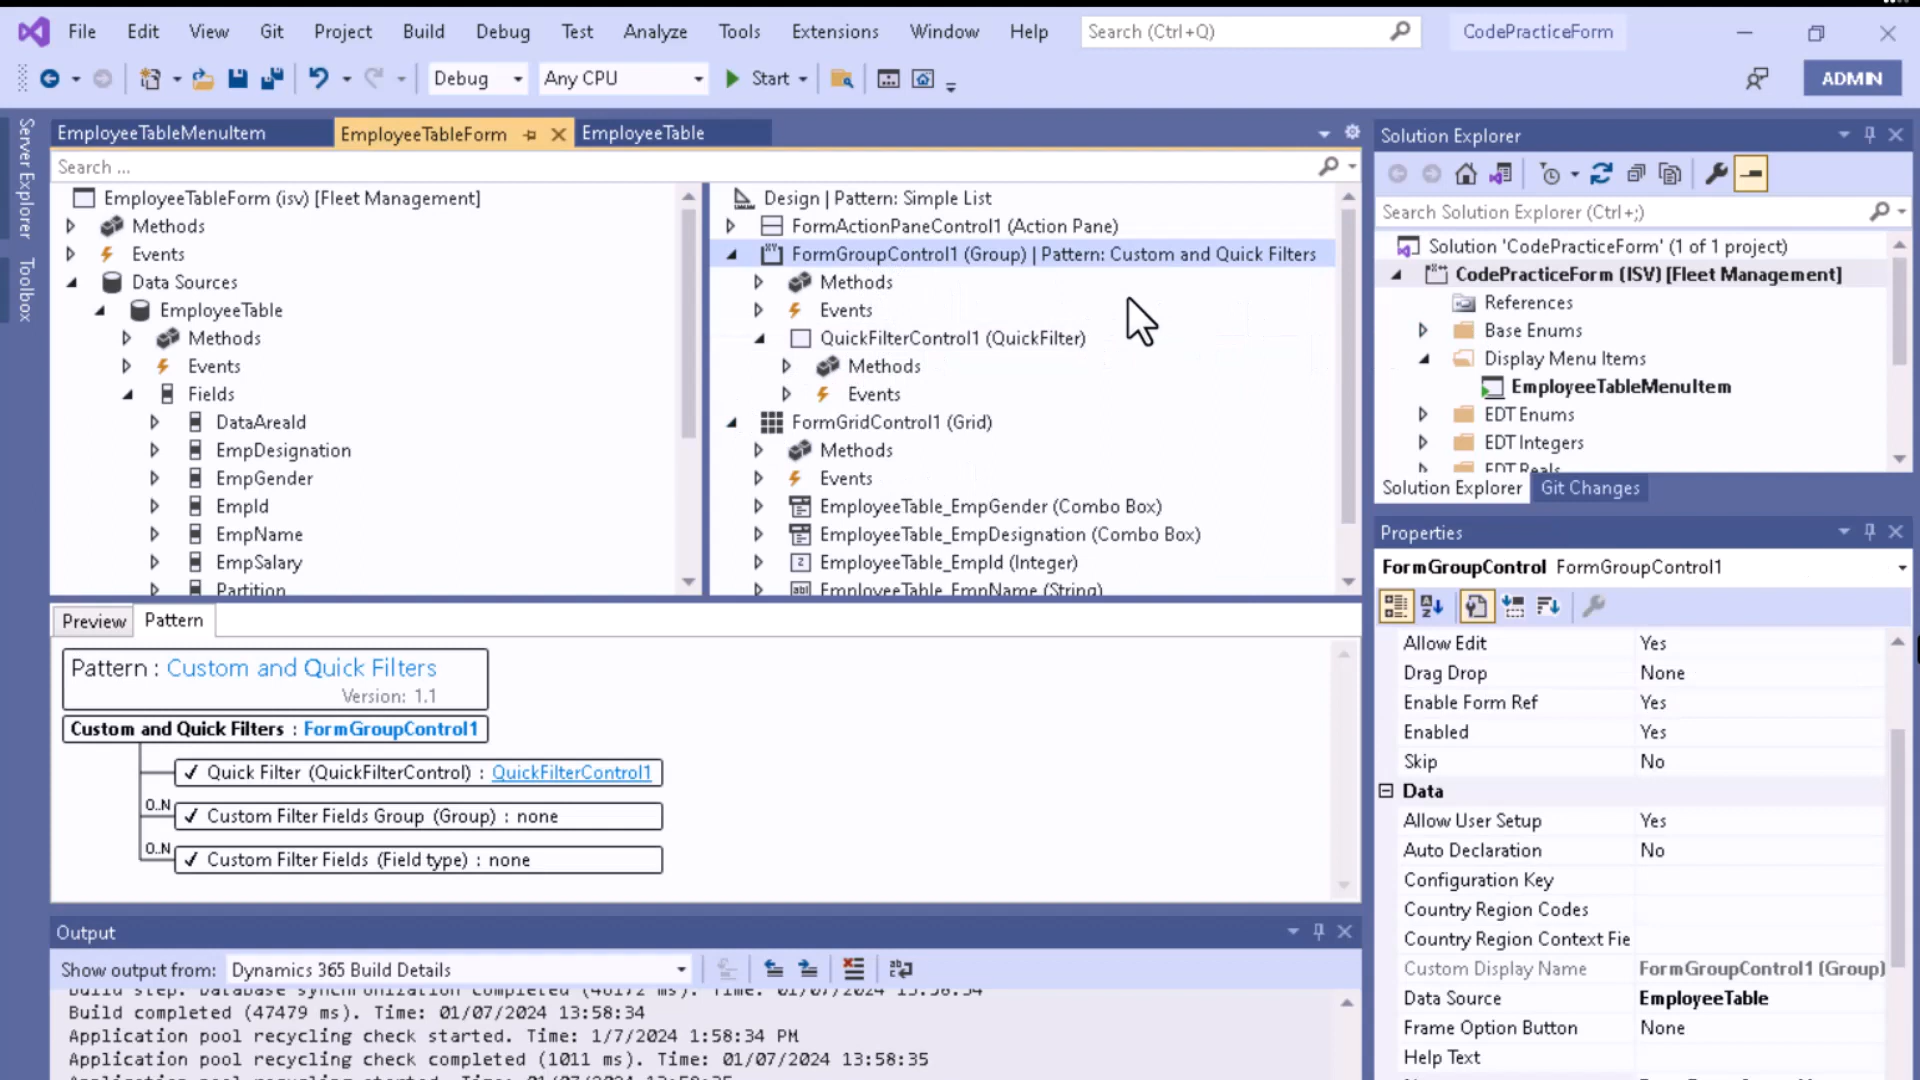 File Edit View Git Project Build Debug Test Analyze Tools Extensions Window Help Search (Ctrl+Q) CodePracticeForm
Debug Any CPU Start ADMIN
Server Explorer
Toolbox
EmployeeTableMenuItem EmployeeTableForm EmployeeTable
Search ...
EmployeeTableForm (isv) [Fleet Management]
Methods
Events
Data Sources
EmployeeTable
Methods
Events
Fields
DataAreaId
EmpDesignation
EmpGender
EmpId
EmpName
EmpSalary
Partition
Design | Pattern: Simple List
FormActionPaneControl1 (Action Pane)
FormGroupControl1 (Group) | Pattern: Custom and Quick Filters
Methods
Events
QuickFilterControl1 (QuickFilter)
Methods
Events
FormGridControl1 (Grid)
Methods
Events
EmployeeTable_EmpGender (Combo Box)
EmployeeTable_EmpDesignation (Combo Box)
EmployeeTable_EmpId (Integer)
EmployeeTable_EmpName (String)
Preview Pattern
Pattern : Custom and Quick Filters
Version: 1.1
Custom and Quick Filters : FormGroupControl1
✓ Quick Filter (QuickFilterControl) : QuickFilterControl1
0..N ✓ Custom Filter Fields Group (Group) : none
0..N ✓ Custom Filter Fields (Field type) : none
Output
Show output from: Dynamics 365 Build Details
Build step. Database synchronization completed
Build completed (47479 ms). Time: 01/07/2024 13:58:34
Application pool recycling check started. Time: 1/7/2024 1:58:34 PM
Application pool recycling check completed (1011 ms). Time: 01/07/2024 13:58:35
Solution Explorer
Search Solution Explorer (Ctrl+;)
Solution 'CodePracticeForm' (1 of 1 project)
CodePracticeForm (ISV) [Fleet Management]
References
Base Enums
Display Menu Items
EmployeeTableMenuItem
EDT Enums
EDT Integers
EDT Reals
Solution Explorer Git Changes
Properties
FormGroupControl FormGroupControl1
Allow Edit Yes
Drag Drop None
Enable Form Ref Yes
Enabled Yes
Skip No
Data
Allow User Setup Yes
Auto Declaration No
Configuration Key
Country Region Codes
Country Region Context Fie
Custom Display Name FormGroupControl1 (Group)
Data Source EmployeeTable
Frame Option Button None
Help Text